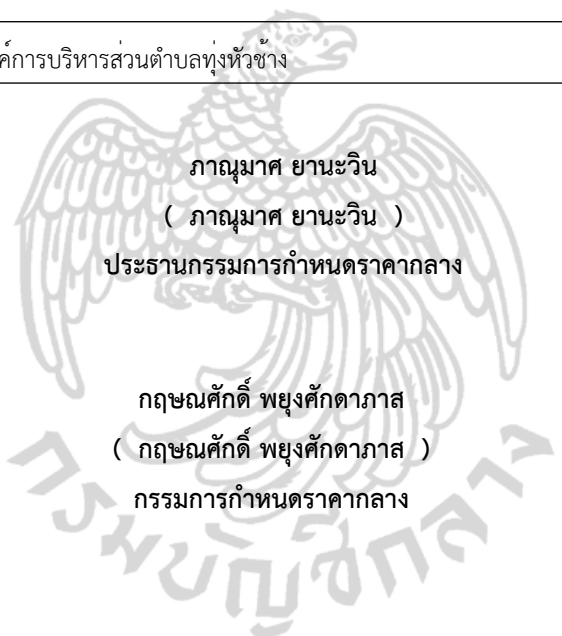 ค์การบริหารส่วนตำบลทุ่งหัวช้าง
ภาณุมาศ ยานะวิน
( ภาณุมาศ ยานะวิน )
ประธานกรรมการกำหนดราคากลาง
กฤษณศักดิ์ พยุงศักดาภาส
( กฤษณศักดิ์ พยุงศักดาภาส )
กรรมการกำหนดราคากลาง
กรมบัญชีกลาง